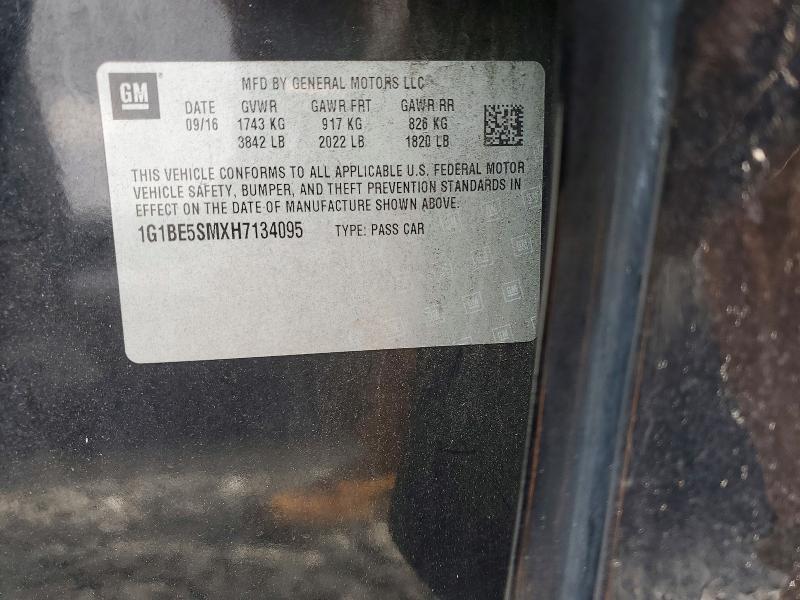 GM
MFD BY GENERAL MOTORS LLC
DATE GVWR GAWR FRT GAWR RR
09/16 1743 KG 917 KG 826 KG
3842 LB 2022 LB 1820 LB
THIS VEHICLE CONFORMS TO ALL APPLICABLE U.S. FEDERAL MOTOR
VEHICLE SAFETY, BUMPER, AND THEFT PREVENTION STANDARDS IN
EFFECT ON THE DATE OF MANUFACTURE SHOWN ABOVE.
1G1BE5SMXH7134095 TYPE: PASS CAR